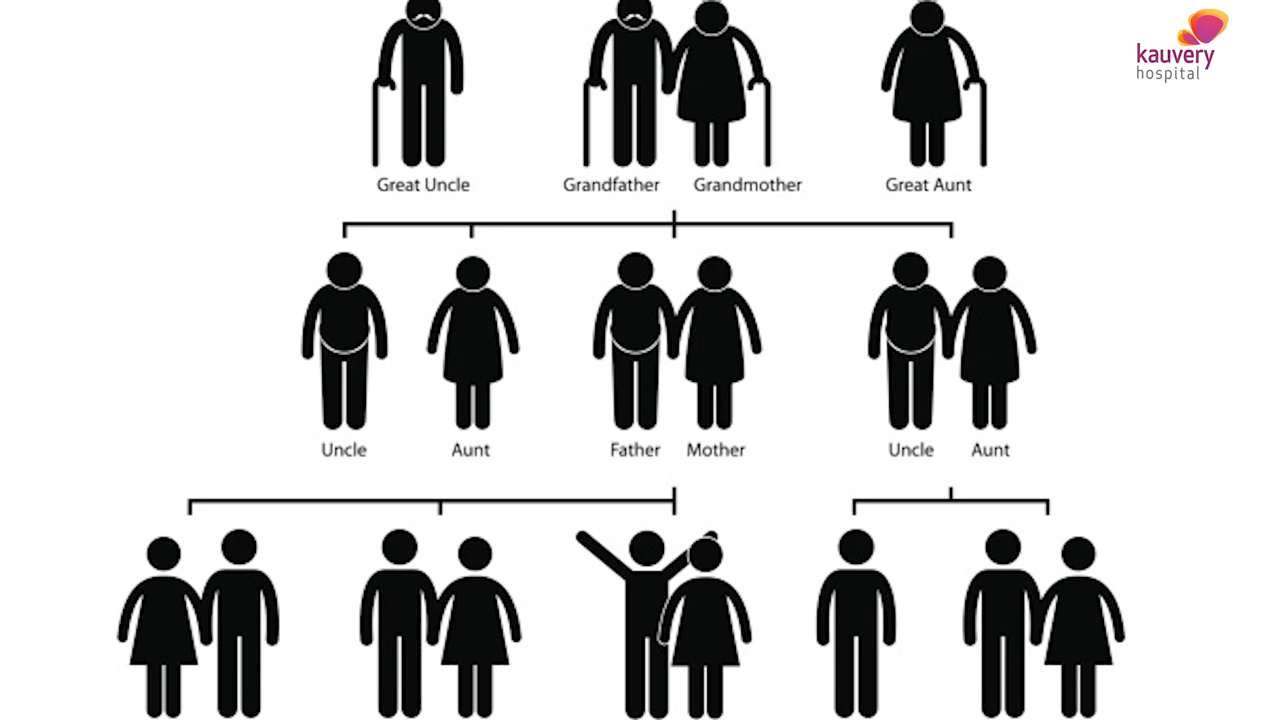 kauvery
hospital
Great Uncle Grandfather Grandmother Great Aunt
Uncle Aunt Father Mother Uncle Aunt